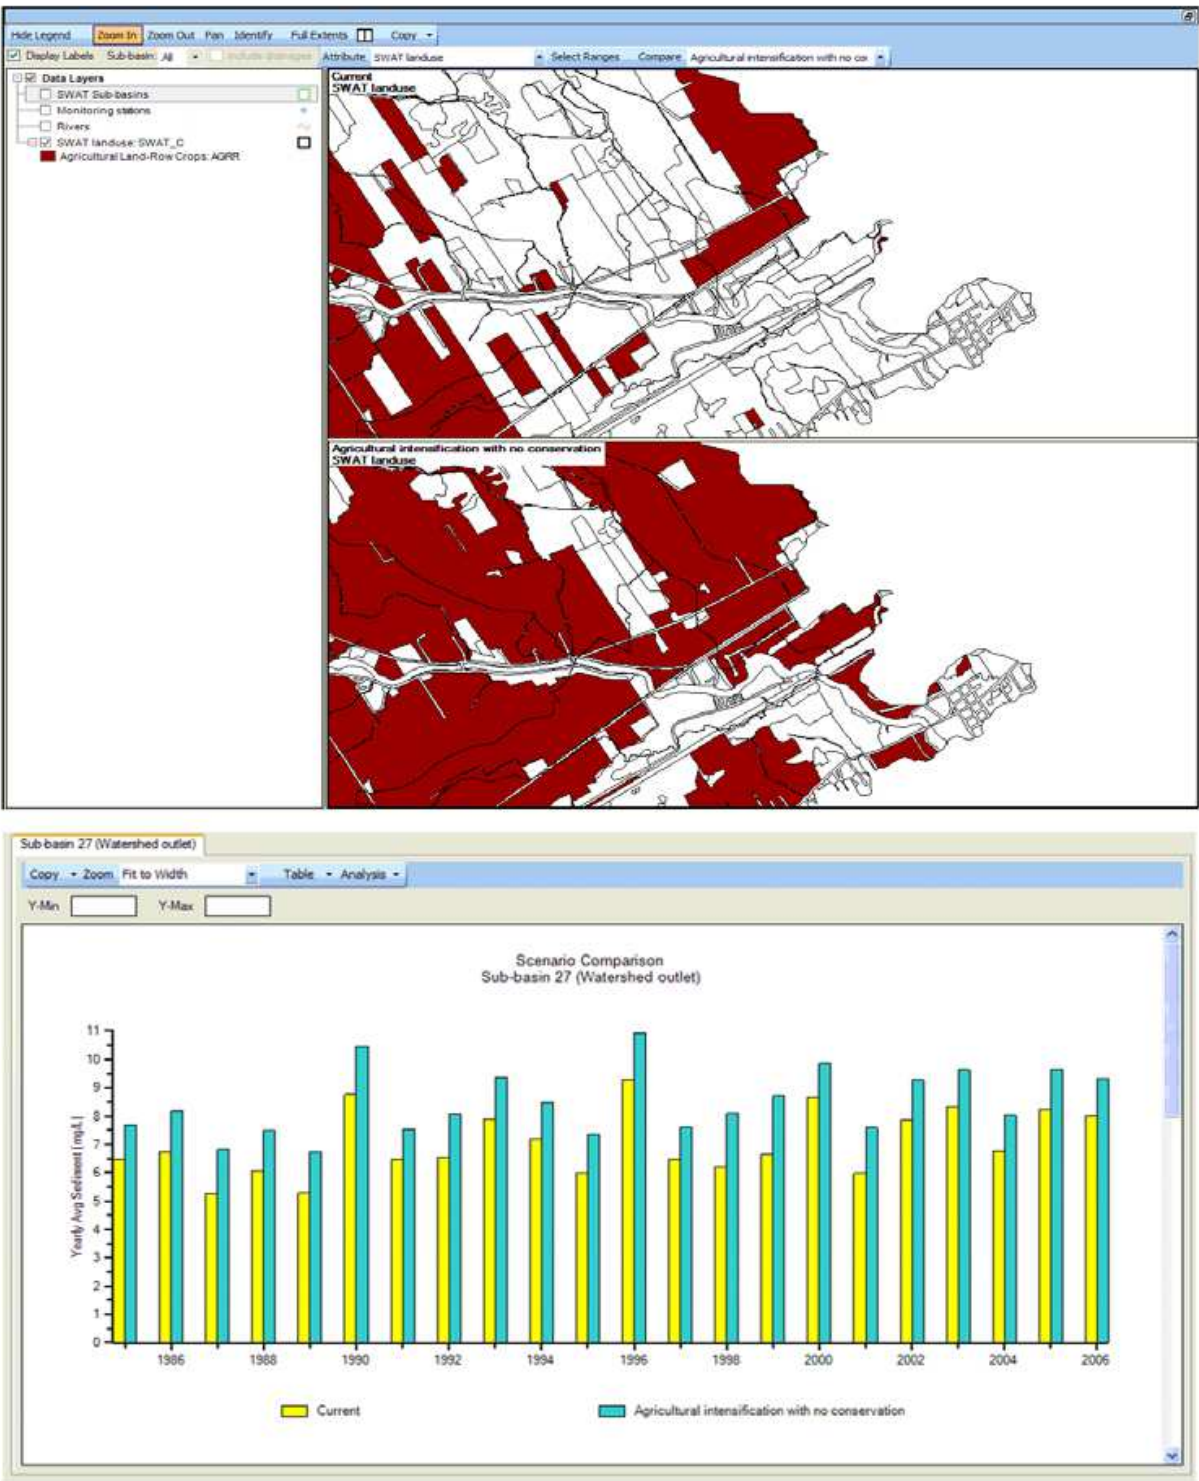 Hide Legend Zoom In Zoom Out Pan Identify Full Extents Copy
Display Labels Sub-basin: All Attribute SWAT landuse Select Ranges Compare Agricultural intensification with no cor
Data Layers
SWAT Sub-basins
Monitoring stations
Rivers
SWAT landuse: SWAT_C
Agricultural Land-Row Crops: AGRR
Current
SWAT landuse
Agricultural intensification with no conservation
SWAT landuse
Sub-basin 27 (Watershed outlet)
Copy Zoom Fit to Width Table Analysis
Y-Min Y-Max
Scenario Comparison
Sub-basin 27 (Watershed outlet)
Yearly Avg Sediment [mg/L]
11
10
9
8
7
6
5
4
3
2
1
0
1986 1988 1990 1992 1994 1996 1998 2000 2002 2004 2006
Current Agricultural intensification with no conservation